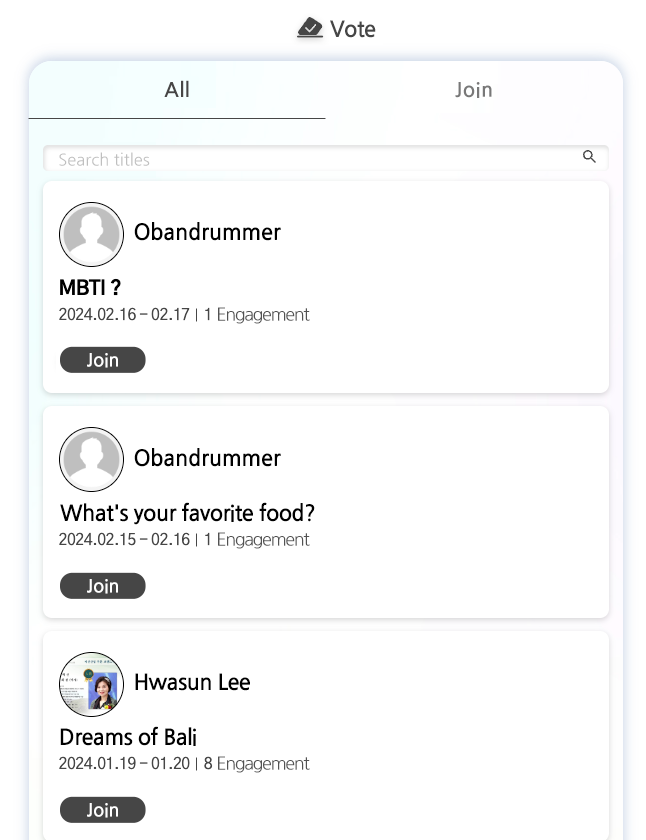 Vote
All
Join
Search titles
Obandrummer
MBTI ?
2024.02.16 – 02.17 | 1 Engagement
Join
Obandrummer
What's your favorite food?
2024.02.15 – 02.16 | 1 Engagement
Join
Hwasun Lee
Dreams of Bali
2024.01.19 – 01.20 | 8 Engagement
Join